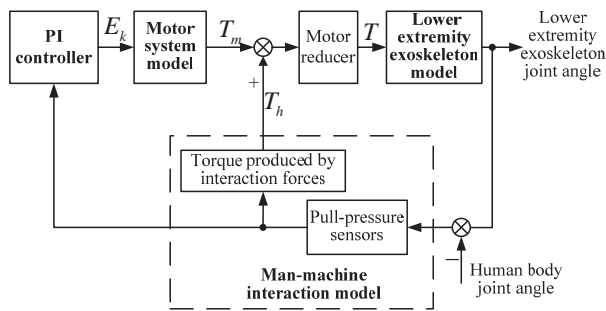 PI
controller
E_k
Motor
system
model
T_m
Motor
reducer
T
Lower
extremity
exoskeleton
model
Lower
extremity
exoskeleton
joint angle
+
T_h
Torque produced by
interaction forces
Pull-pressure
sensors
Man-machine
interaction model
−
Human body
joint angle